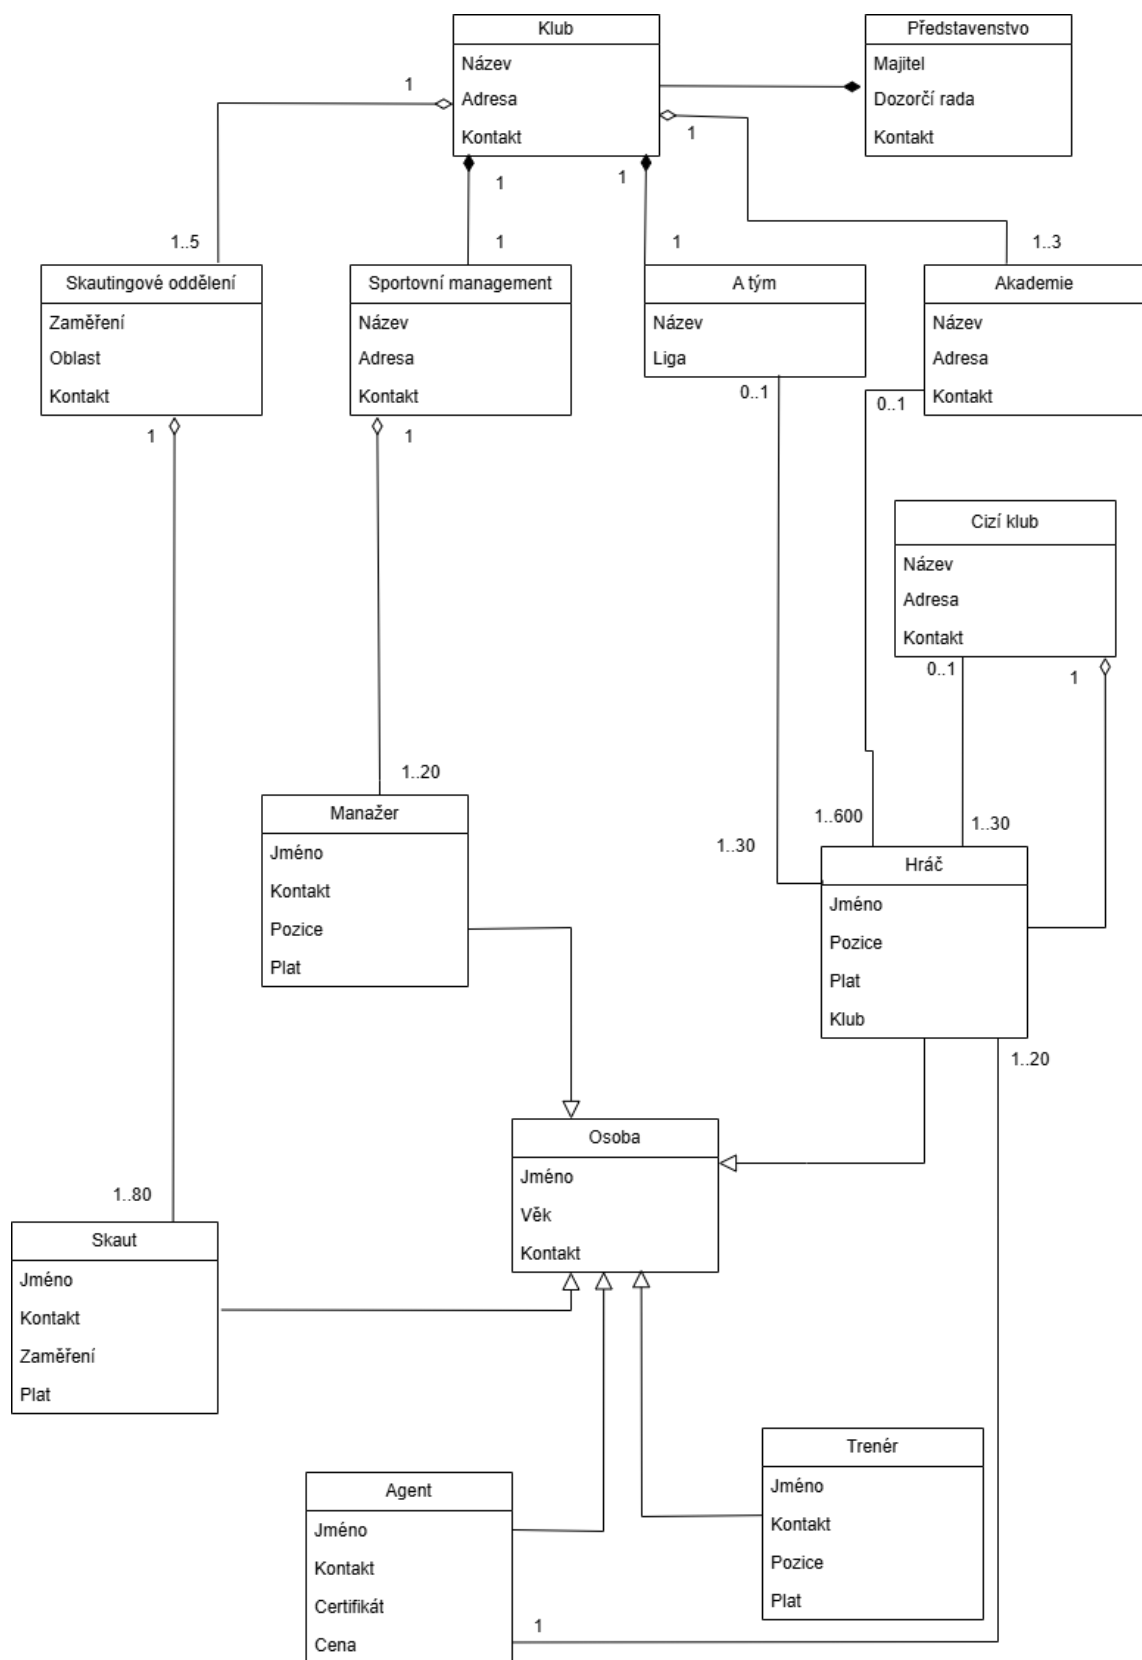 Klub
Název
Adresa
Kontakt
Představenstvo
Majitel
Dozorčí rada
Kontakt
1
1
1
1
1..5
1
1
1..3
Skautingové oddělení
Zaměření
Oblast
Kontakt
Sportovní management
Název
Adresa
Kontakt
A tým
Název
Liga
Akademie
Název
Adresa
Kontakt
0..1
0..1
1
1
Cizí klub
Název
Adresa
Kontakt
0..1
1
1..20
1..600
1..30
1..30
Manažer
Jméno
Kontakt
Pozice
Plat
Hráč
Jméno
Pozice
Plat
Klub
1..20
Osoba
Jméno
Věk
Kontakt
1..80
Skaut
Jméno
Kontakt
Zaměření
Plat
Trenér
Jméno
Kontakt
Pozice
Plat
Agent
Jméno
Kontakt
Certifikát
Cena
1